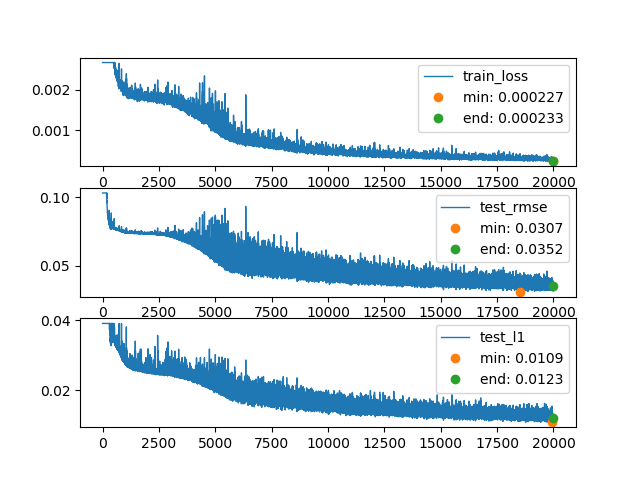 0.002
0.001
train_loss
min: 0.000227
end: 0.000233
0 2500 5000 7500 10000 12500 15000 17500 20000
0.10
0.05
test_rmse
min: 0.0307
end: 0.0352
0 2500 5000 7500 10000 12500 15000 17500 20000
0.04
0.02
test_l1
min: 0.0109
end: 0.0123
0 2500 5000 7500 10000 12500 15000 17500 20000